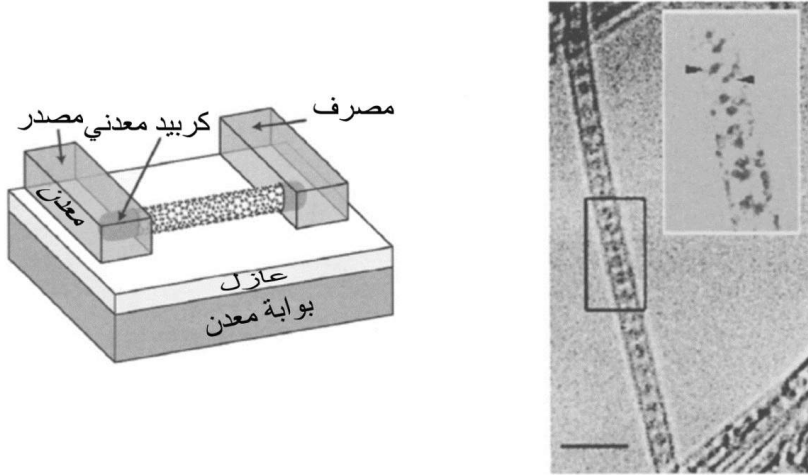 مصرف
كربيد معدني
مصدر
معدن
عازل
بوابة معدن